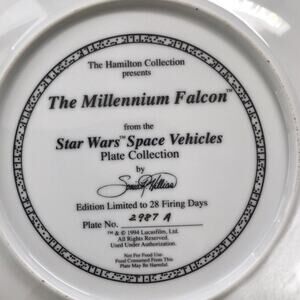 The Hamilton Collection
presents
The Millennium Falcon™
from the
Star Wars™ Space Vehicles
Plate Collection
by
Edition Limited to 28 Firing Days
Plate No. 2987 A
™ & © 1994 Lucasfilm, Ltd.
All Rights Reserved.
Used Under Authorization.
Not For Food Use
Food Consumed From This
Plate May Be Harmful.